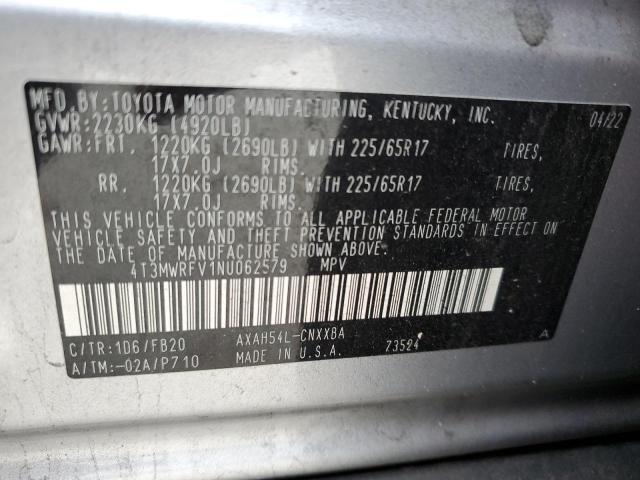 MFD.BY:TOYOTA MOTOR MANUFACTURING, KENTUCKY, INC. 04/22
GVWR:2230KG (4920LB)
GAWR:FRT. 1220KG (2690LB) WITH 225/65R17 TIRES,
17X7.0J RIMS.
RR. 1220KG (2690LB) WITH 225/65R17 TIRES,
17X7.0J RIMS.
THIS VEHICLE CONFORMS TO ALL APPLICABLE FEDERAL MOTOR
VEHICLE SAFETY AND THEFT PREVENTION STANDARDS IN EFFECT ON
THE DATE OF MANUFACTURE SHOWN ABOVE.
4T3MWRFV1NU062579 MPV
C/TR:1D6/FB20 AXAH54L-CNXXBA A
A/TM:-02A/P710 MADE IN U.S.A. 73524